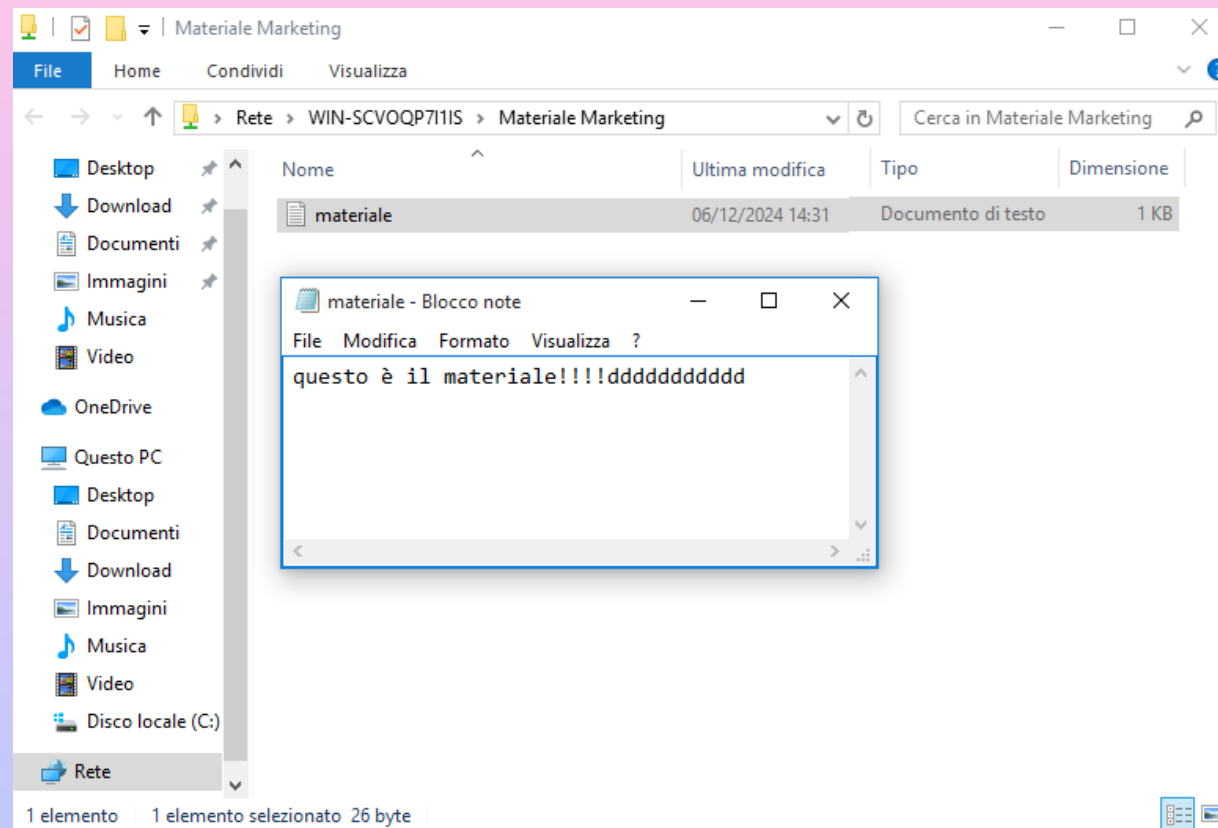 Materiale Marketing
File Home Condividi Visualizza
Rete > WIN-SCVOQP7I1IS > Materiale Marketing
Cerca in Materiale Marketing
Desktop
Download
Documenti
Immagini
Musica
Video
OneDrive
Questo PC
Desktop
Documenti
Download
Immagini
Musica
Video
Disco locale (C:)
Rete
Nome Ultima modifica Tipo Dimensione
materiale 06/12/2024 14:31 Documento di testo 1 KB
materiale - Blocco note
File Modifica Formato Visualizza ?
questo è il materiale!!!!ddddddddddd
1 elemento 1 elemento selezionato 26 byte